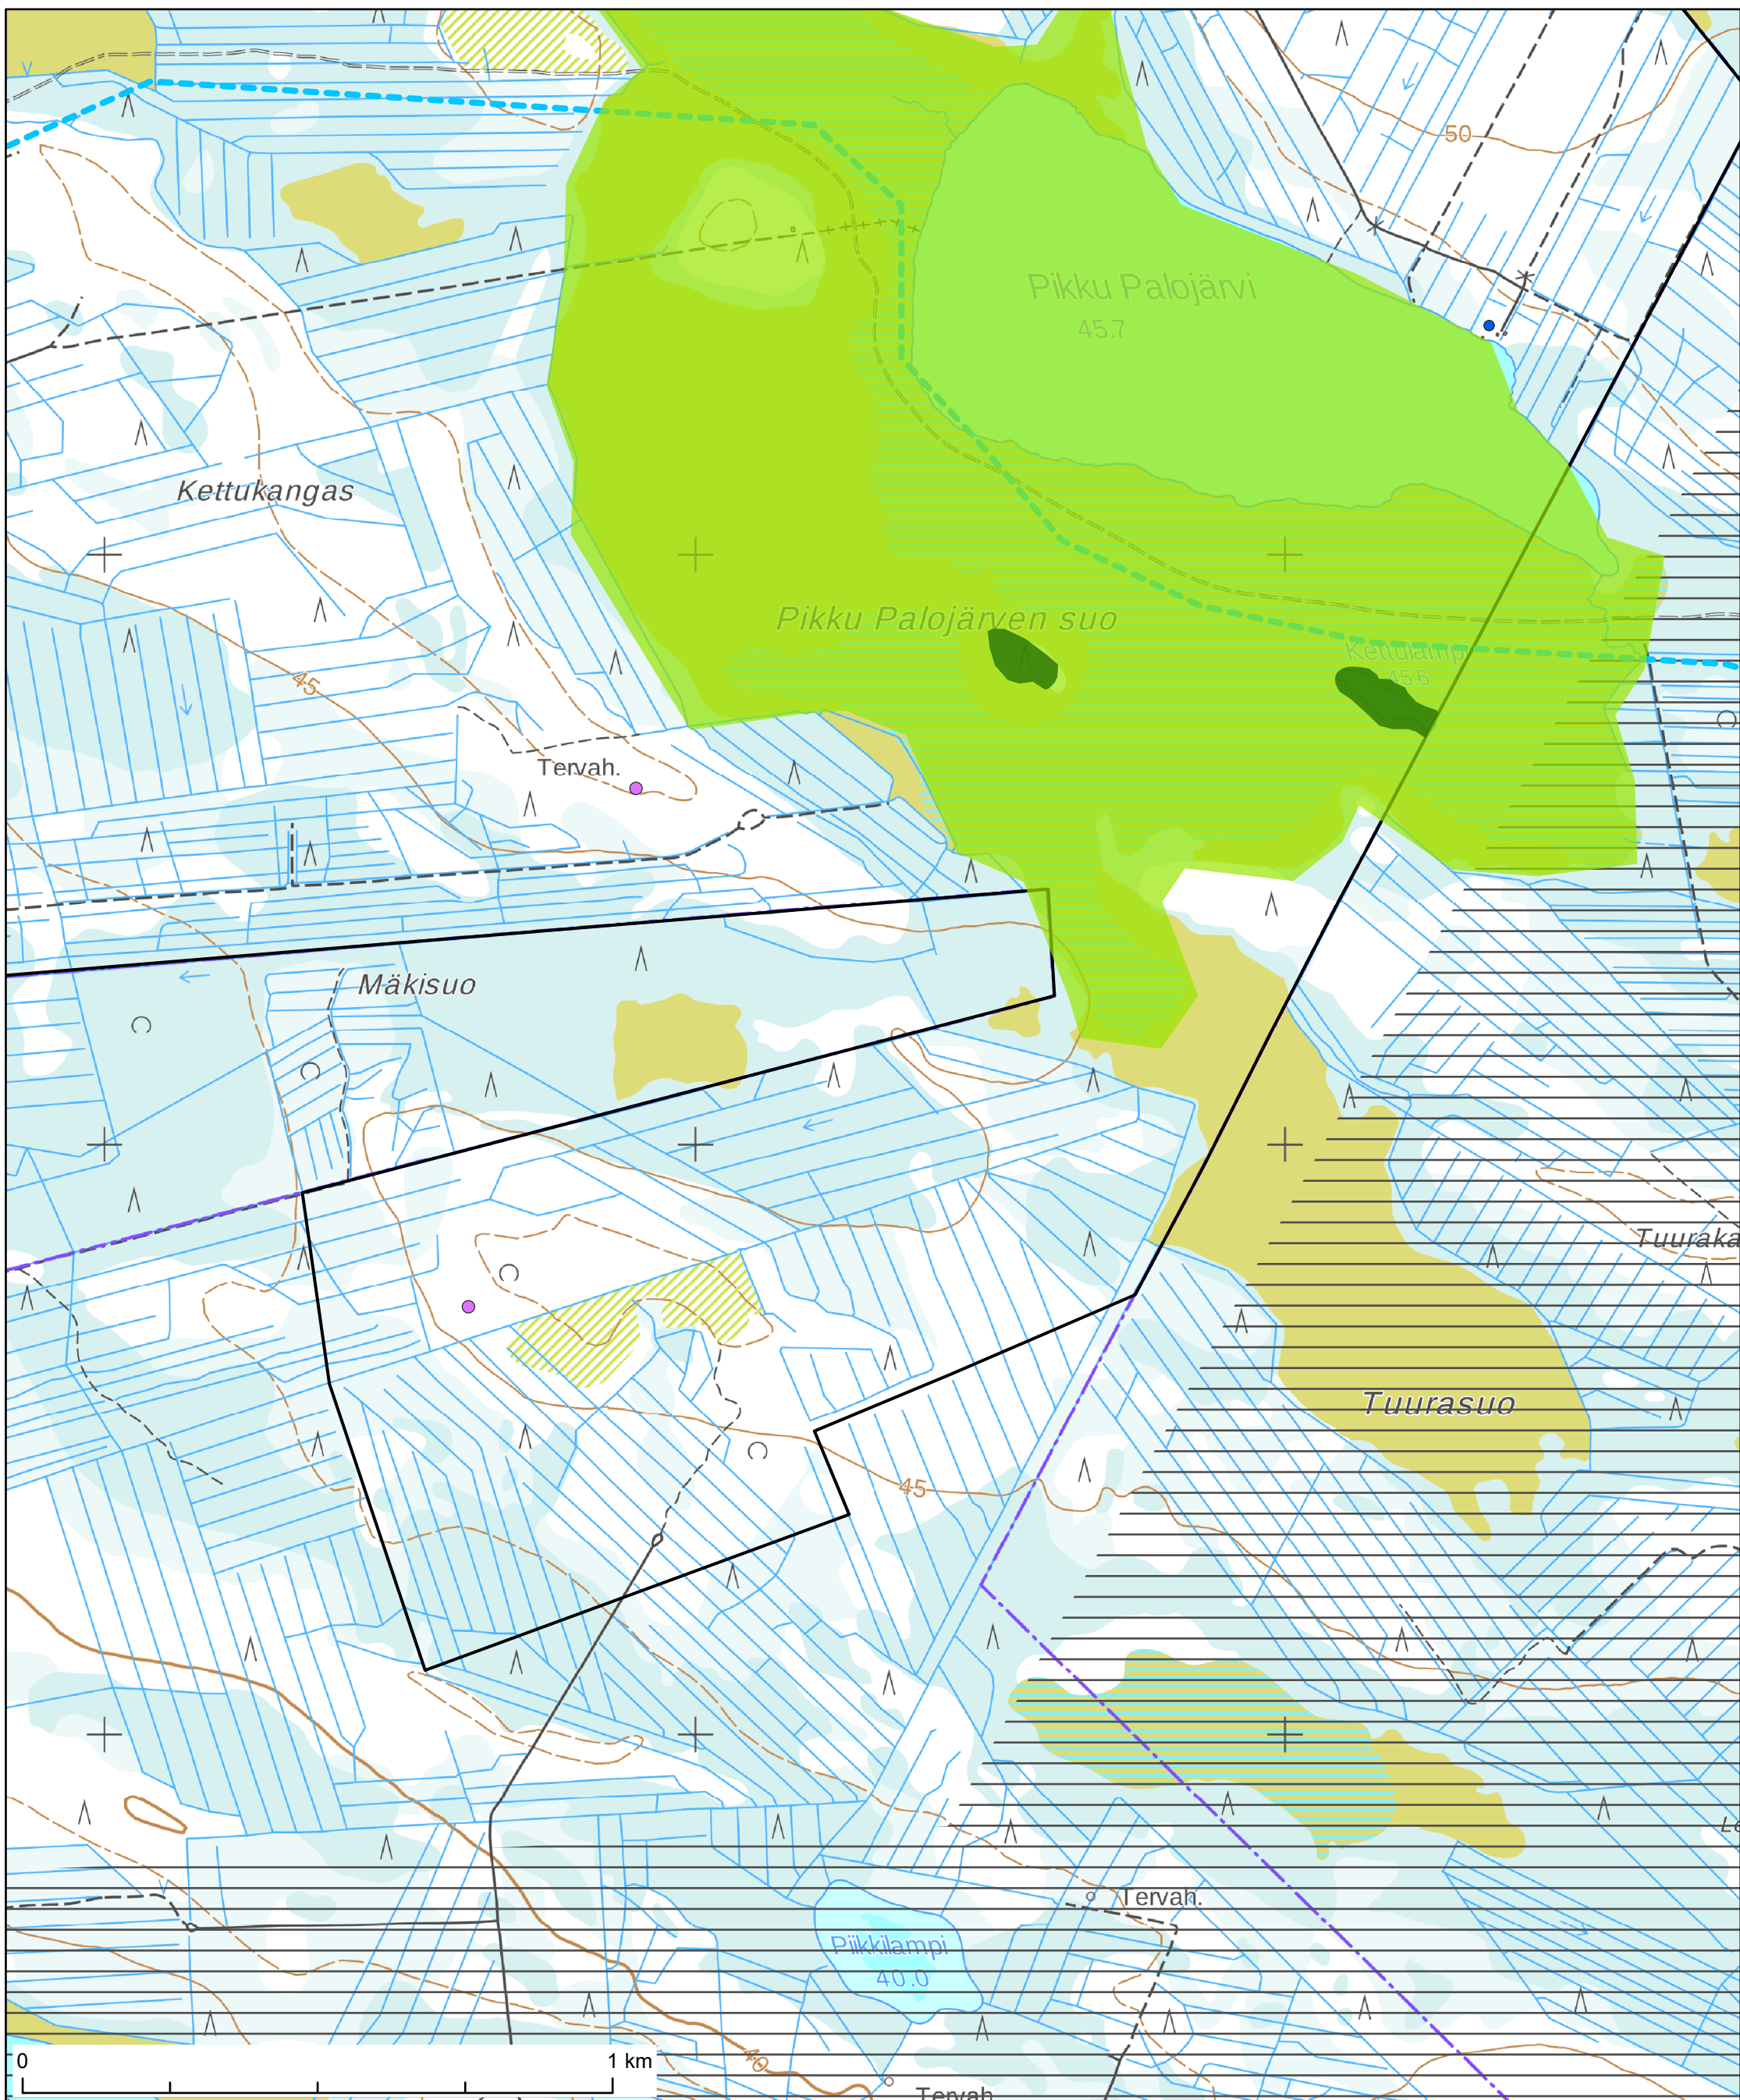 50
Pikku Palojärvi
45.7
Kettukangas
Pikku Palojärven suo
Kettulampi
45.6
45
Tervah.
Mäkisuo
Tuuraka
Tuurasuo
45
Tervah.
Piikkilampi
40.0
0
1 km
40
Tervah